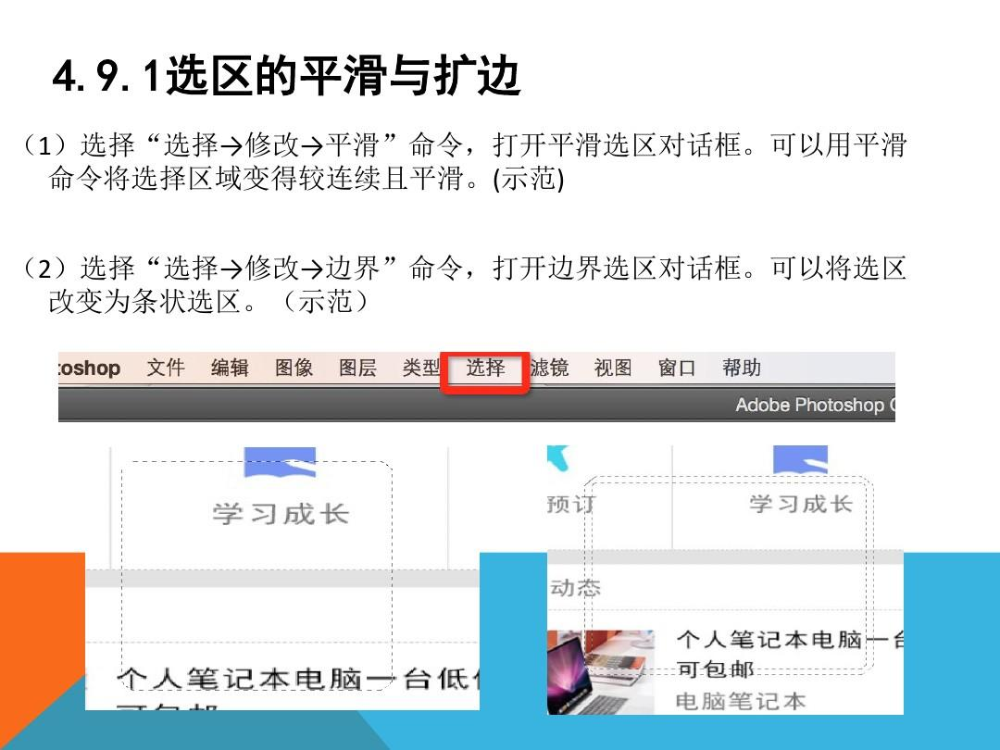 4.9.1选区的平滑与扩边
（1）选择“选择→修改→平滑”命令，打开平滑选区对话框。可以用平滑
命令将选择区域变得较连续且平滑。(示范)
（2）选择“选择→修改→边界”命令，打开边界选区对话框。可以将选区
改变为条状选区。（示范）
toshop 文件 编辑 图像 图层 类型 选择 滤镜 视图 窗口 帮助
Adobe Photoshop
学习成长
个人笔记本电脑一台低
预订 学习成长
动态
个人笔记本电脑一台
可包邮
电脑笔记本